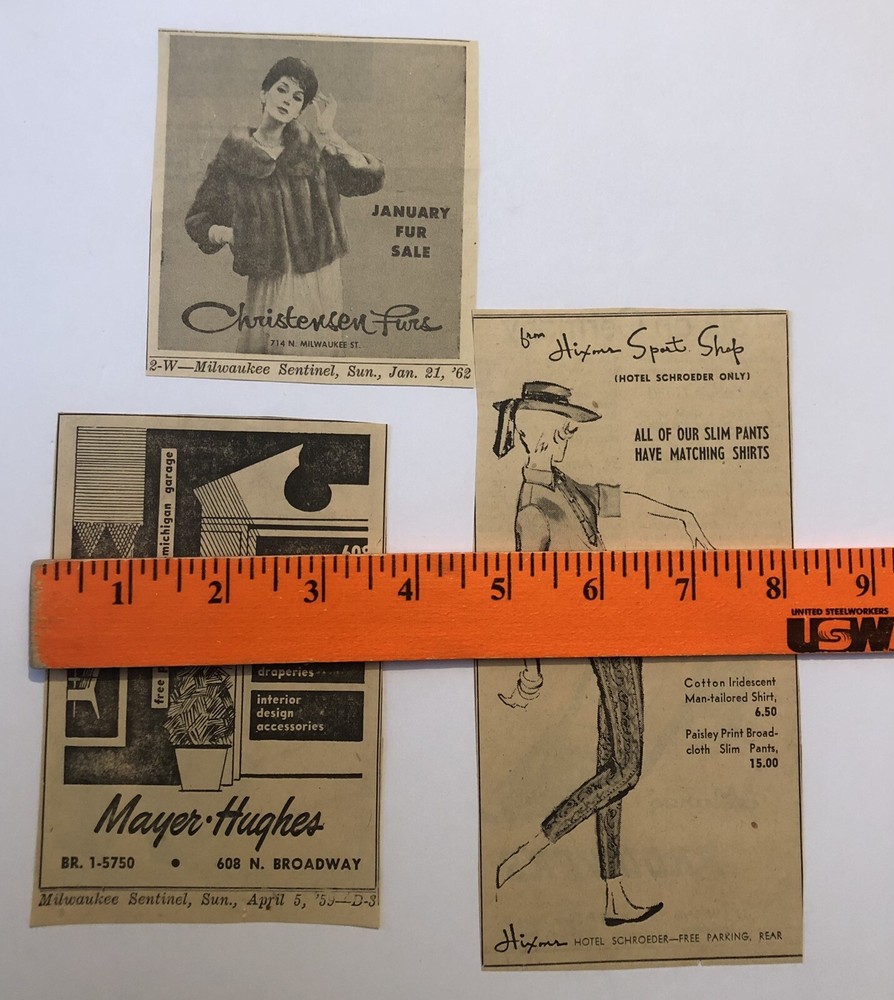 JANUARY
FUR
SALE
Christensen Furs
714 N. MILWAUKEE ST.
2-W—Milwaukee Sentinel, Sun., Jan. 21, '62
from Hixons Sport Shop
(HOTEL SCHROEDER ONLY)
ALL OF OUR SLIM PANTS
HAVE MATCHING SHIRTS
michigan garage
608
1 2 3 4 5 6 7 8 9
UNITED STEELWORKERS
USW
free
draperies
interior
design
accessories
Cotton Iridescent
Man-tailored Shirt,
6.50
Paisley Print Broad-
cloth Slim Pants,
15.00
Mayer·Hughes
BR. 1-5750 • 608 N. BROADWAY
Milwaukee Sentinel, Sun., April 5, '59—D-3
Hixons HOTEL SCHROEDER—FREE PARKING, REAR